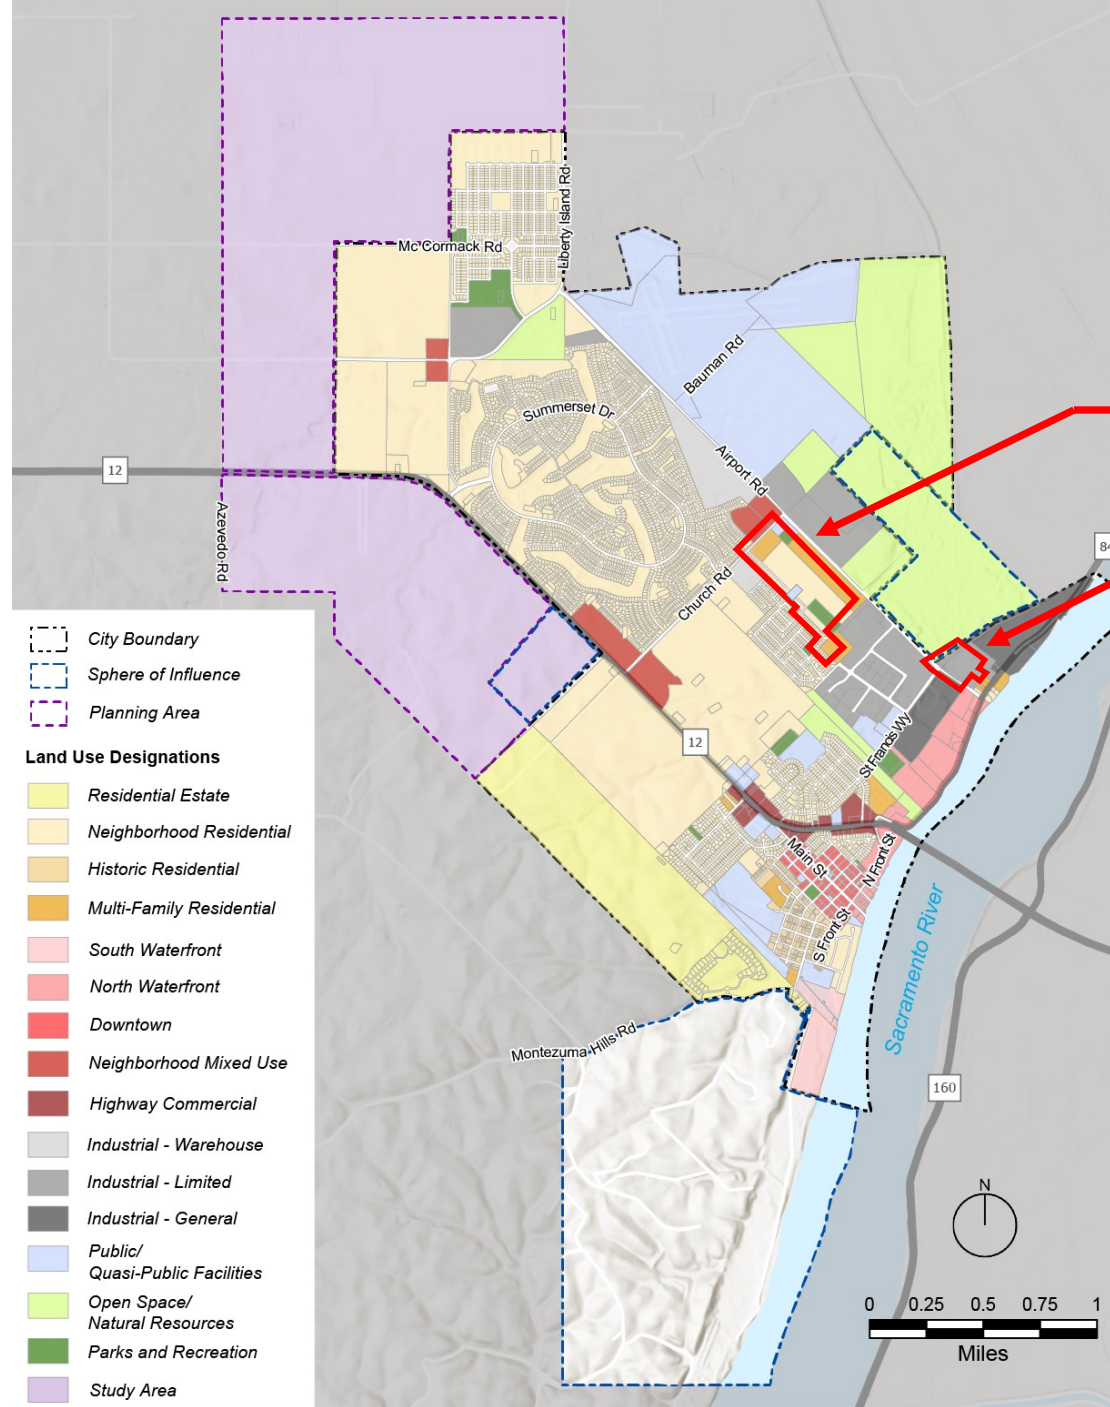 Mc Cormack Rd
Liberty Island Rd
Bauman Rd
Summerset Dr
Airport Rd
12
Azevedo Rd
84
Church Rd
City Boundary
Sphere of Influence
Planning Area
12
St Francis Wy
Land Use Designations
Residential Estate
Neighborhood Residential
Historic Residential
Multi-Family Residential
South Waterfront
North Waterfront
Downtown
Neighborhood Mixed Use
Highway Commercial
Industrial - Warehouse
Industrial - Limited
Industrial - General
Public/
Quasi-Public Facilities
Open Space/
Natural Resources
Parks and Recreation
Study Area
Main St
N Front St
S Front St
Sacramento River
Montezuma Hills Rd
160
N
0 0.25 0.5 0.75 1
Miles